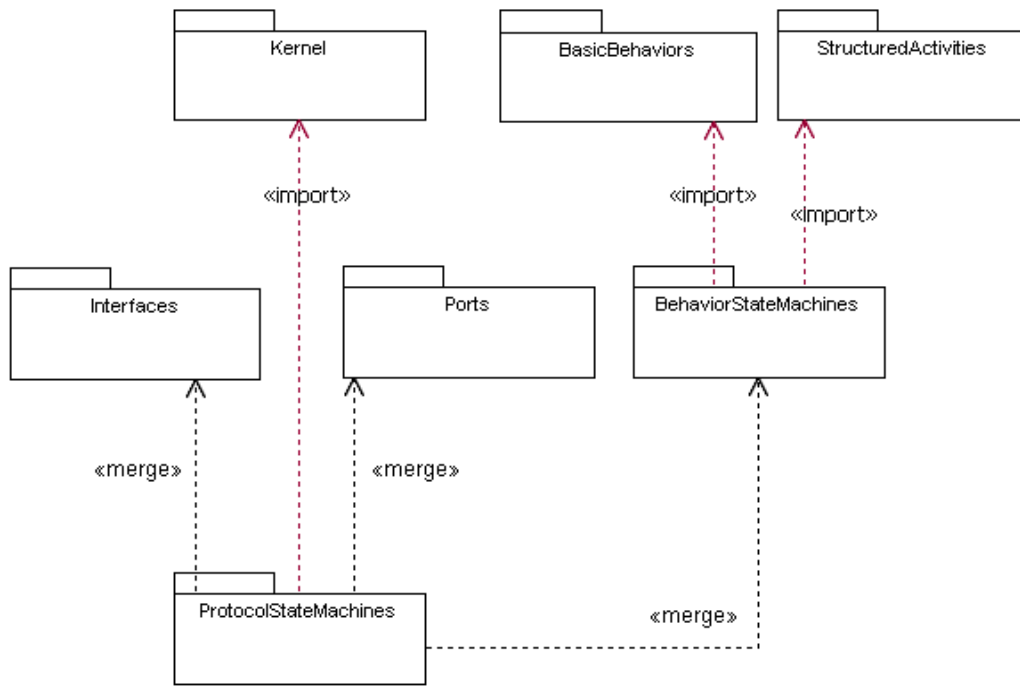 Kernel
BasicBehaviors
StructuredActivities
«import»
«import»
«import»
Interfaces
Ports
BehaviorStateMachines
«merge»
«merge»
ProtocolStateMachines
«merge»